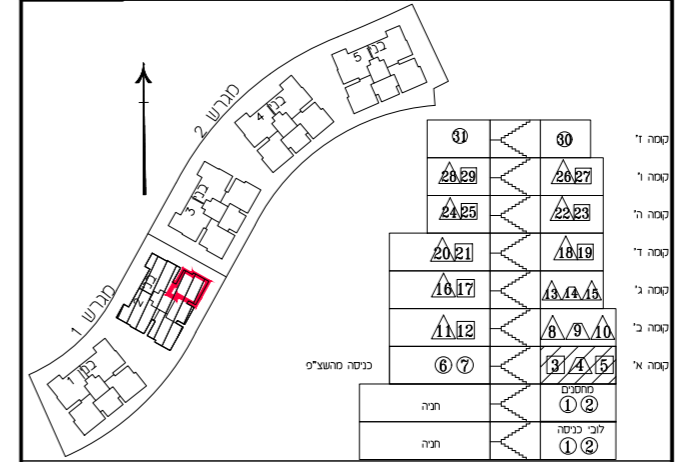 מגרש 2
בנין 5
בנין 4
בנין 3
מגרש 1
בנין 2
בנין 1
31 30 קומה ז'
28 29 26 27 קומה ו'
24 25 22 23 קומה ה'
20 21 18 19 קומה ד'
16 17 13 14 15 קומה ג'
11 12 8 9 10 קומה ב'
כניסה מהשצ"פ 6 7 3 4 5 קומה א'
מחסנים
חניה 1 2
לובי כניסה
חניה 1 2